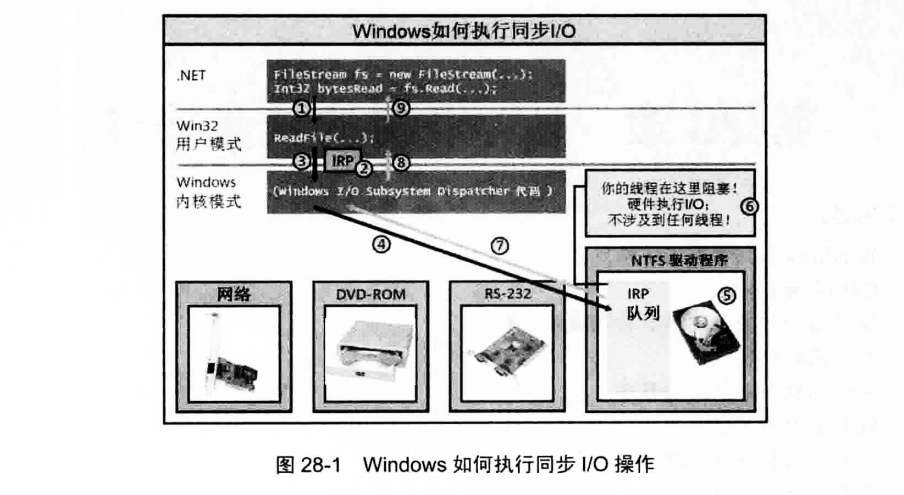 Windows如何执行同步I/O
.NET
FileStream fs = new FileStream(...);
Int32 bytesRead = fs.Read(...);
① ⑨
Win32
用户模式
ReadFile(...);
③ IRP ② ⑧
Windows
内核模式
(Windows I/O Subsystem Dispatcher 代码 )
你的线程在这里阻塞！
硬件执行I/O；
不涉及到任何线程！
⑥
④ ⑦
NTFS 驱动程序
网络
DVD-ROM
RS-232
IRP
队列
⑤
图 28-1 Windows 如何执行同步 I/O 操作